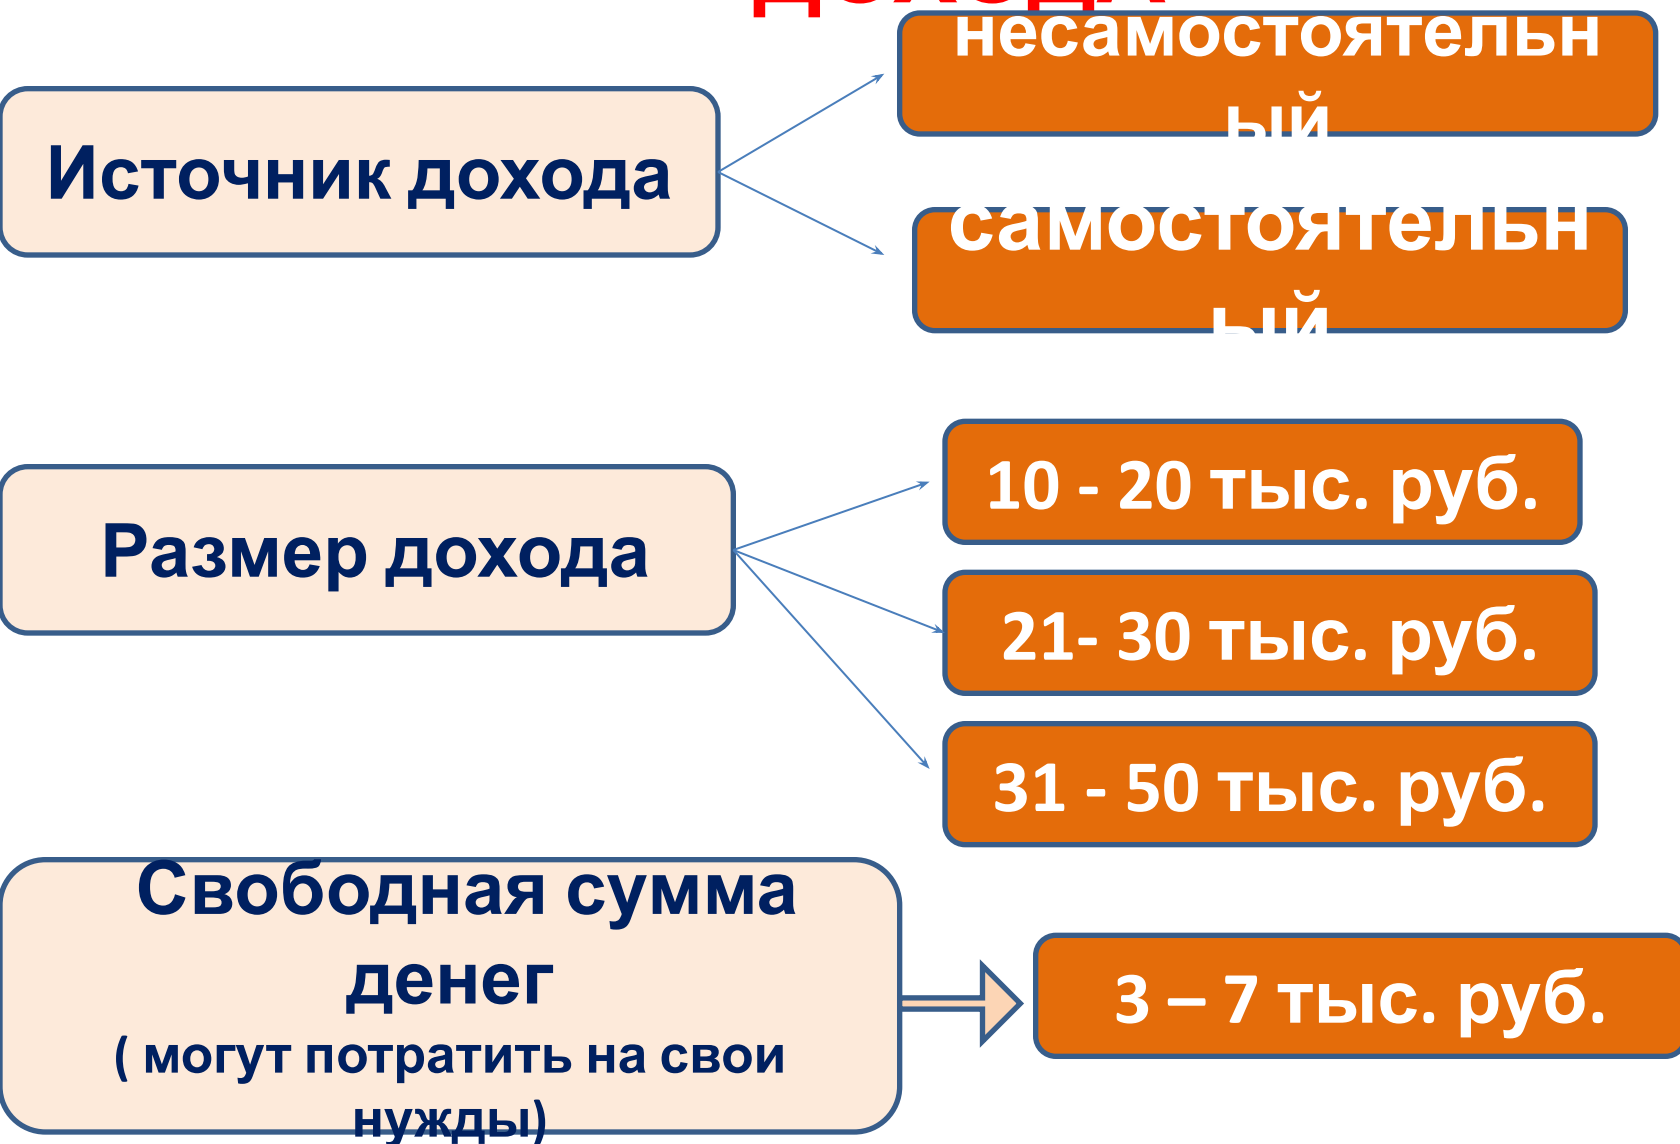 ДОХОДА
несамостоятельн
ый
Источник дохода
самостоятельн
ый
10 - 20 тыс. руб.
Размер дохода
21- 30 тыс. руб.
31 - 50 тыс. руб.
Свободная сумма
денег
( могут потратить на свои
нужды)
3 – 7 тыс. руб.